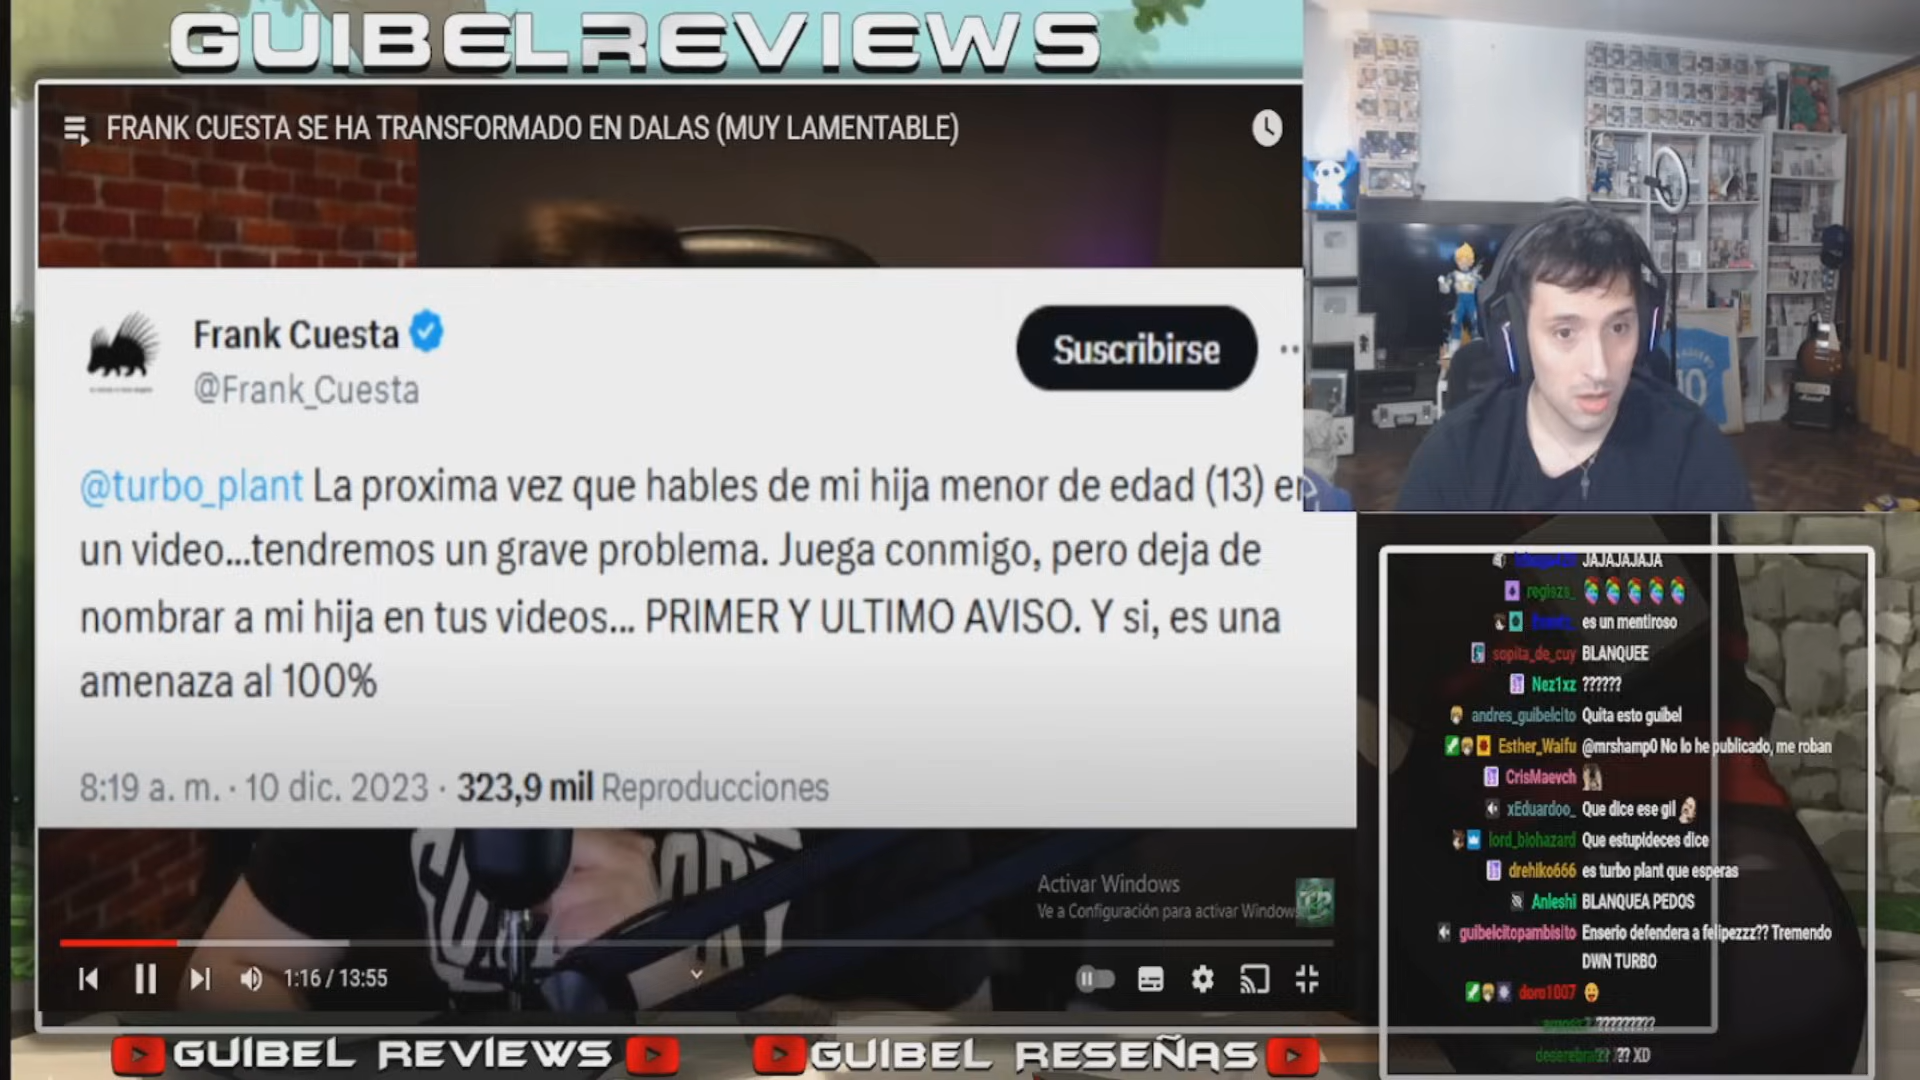 GUIBELREVIEWS
FRANK CUESTA SE HA TRANSFORMADO EN DALAS (MUY LAMENTABLE)
Frank Cuesta
@Frank_Cuesta
Suscribirse
@turbo_plant La proxima vez que hables de mi hija menor de edad (13) en
un video...tendremos un grave problema. Juega conmigo, pero deja de
nombrar a mi hija en tus videos... PRIMER Y ULTIMO AVISO. Y si, es una
amenaza al 100%
8:19 a. m. · 10 dic. 2023 · 323,9 mil Reproducciones
Activar Windows
Ve a Configuración para activar Windows
1:16 / 13:55
GUIBEL REVIEWS
GUIBEL RESEÑAS
10
JAJAJAJAJA
regiszs_
es un mentiroso
sopita_de_cuy BLANQUEE
Nez1xz ??????
andres_guibelcito Quita esto guibel
Esther_Waifu @mrshamp0 No lo he publicado, me roban
CrisMaevch
xEduardoo_ Que dice ese gil
lord_biohazard Que estupideces dice
drehiko666 es turbo plant que esperas
Anleshi BLANQUEA PEDOS
guibelcitopambisito Enserio defendera a felipezzz?? Tremendo
DWN TURBO
doro1007
?????????
?? XD